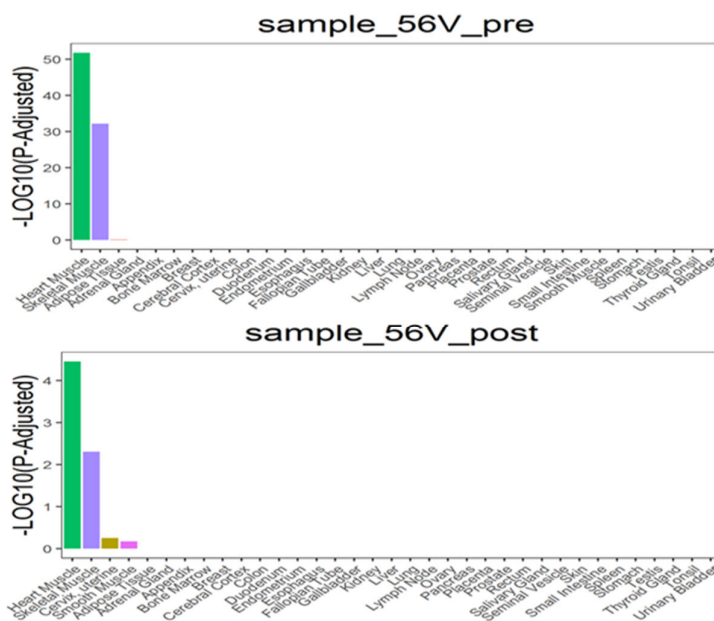 sample_56V_pre
-LOG10(P-Adjusted)
50
40
30
20
10
0
Heart Muscle
Skeletal Muscle
Adipose Tissue
Adrenal Gland
Appendix
Bone Marrow
Breast
Cerebral Cortex
Cervix, uterine
Colon
Duodenum
Endometrium
Esophagus
Fallopian Tube
Gallbladder
Kidney
Liver
Lung
Lymph Node
Ovary
Pancreas
Placenta
Prostate
Rectum
Salivary Gland
Seminal Vesicle
Skin
Small Intestine
Smooth Muscle
Spleen
Stomach
Testis
Thyroid Gland
Tonsil
Urinary Bladder
sample_56V_post
-LOG10(P-Adjusted)
4
3
2
1
0
Heart Muscle
Skeletal Muscle
Cervix, uterine
Smooth Muscle
Adipose Tissue
Adrenal Gland
Appendix
Bone Marrow
Breast
Cerebral Cortex
Colon
Duodenum
Endometrium
Esophagus
Fallopian Tube
Gallbladder
Kidney
Liver
Lung
Lymph Node
Ovary
Pancreas
Placenta
Prostate
Rectum
Salivary Gland
Seminal Vesicle
Skin
Small Intestine
Spleen
Stomach
Testis
Thyroid Gland
Tonsil
Urinary Bladder